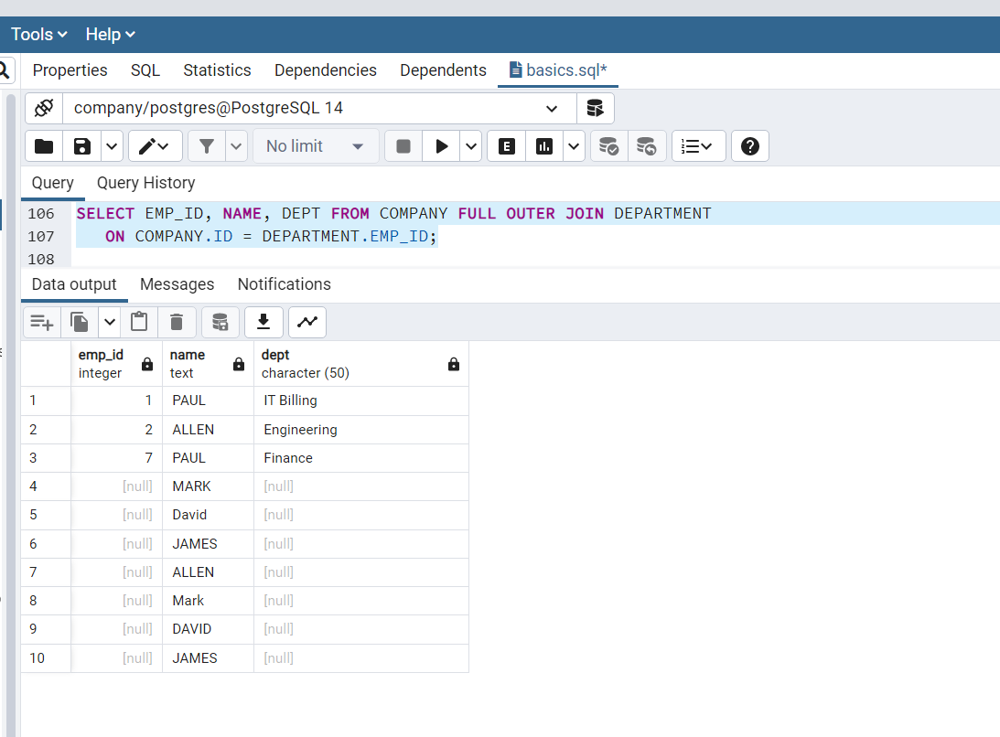 Tools Help
Properties SQL Statistics Dependencies Dependents basics.sql*
company/postgres@PostgreSQL 14
No limit E ?
Query Query History
106 SELECT EMP_ID, NAME, DEPT FROM COMPANY FULL OUTER JOIN DEPARTMENT
107 ON COMPANY.ID = DEPARTMENT.EMP_ID;
108
Data output Messages Notifications
emp_id name dept
integer text character (50)
1 1 PAUL IT Billing
2 2 ALLEN Engineering
3 7 PAUL Finance
4 [null] MARK [null]
5 [null] David [null]
6 [null] JAMES [null]
7 [null] ALLEN [null]
8 [null] Mark [null]
9 [null] DAVID [null]
10 [null] JAMES [null]